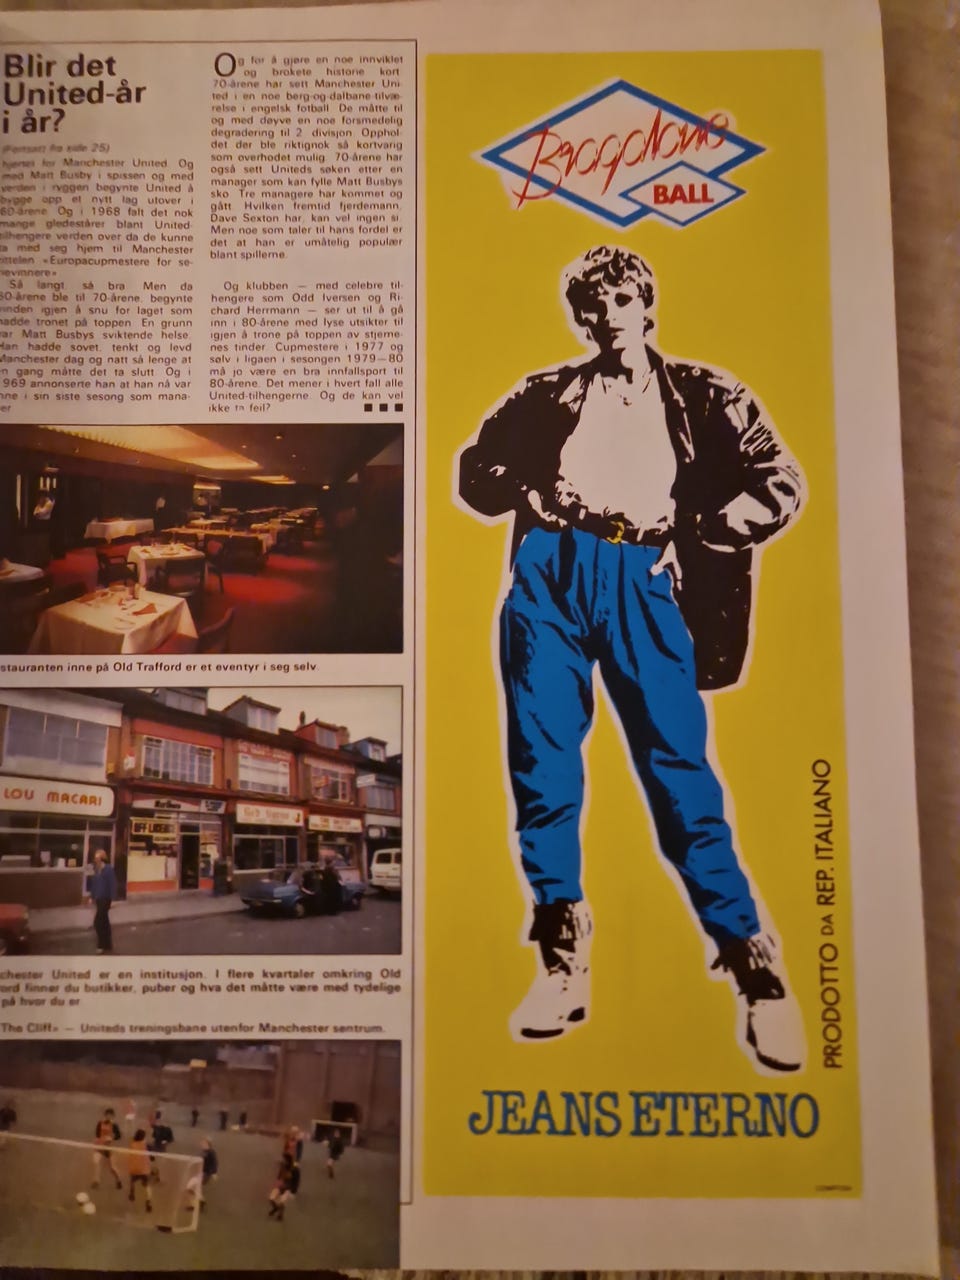 Blir det
United-år
i år?
(Fortsatt fra side 25)
hjertet for Manchester United. Og
med Matt Busby i spissen og med
verden i ryggen begynte United å
bygge opp et nytt lag utover i
60-årene. Og i 1968 falt det nok
mange gledestårer blant United-
tilhengere verden over da de kunne
ta med seg hjem til Manchester
tittelen «Europacupmestere for se-
rievinnere»
Så langt, så bra. Men da
60-årene ble til 70-årene, begynte
vinden igjen å snu for laget som
hadde tronet på toppen. En grunn
var Matt Busbys sviktende helse.
Han hadde sovet, tenkt og levd
Manchester dag og natt så lenge at
en gang måtte det ta slutt. Og i
1969 annonserte han at han nå var
inne i sin siste sesong som mana-
er
Og for å gjøre en noe innviklet
og brokete historie kort:
70-årene har sett Manchester Uni-
ted i en noe berg-og-dalbane-tilvæ-
relse i engelsk fotball. De måtte til
og med døyve en noe forsmedelig
degradering til 2. divisjon. Opphol-
det der ble riktignok så kortvarig
som overhodet mulig. 70-årene har
også sett Uniteds søken etter en
manager som kan fylle Matt Busbys
sko. Tre managere har kommet og
gått. Hvilken fremtid fjerdemann,
Dave Sexton har, kan vel ingen si.
Men noe som taler til hans fordel er
det at han er umåtelig populær
blant spillerne.
Og klubben — med celebre til-
hengere som Odd Iversen og Ri-
chard Herrmann — ser ut til å gå
inn i 80-årene med lyse utsikter til
igjen å trone på toppen av stjerne-
nes tinder. Cupmestere i 1977 og
sølv i ligaen i sesongen 1979—80
må jo være en bra innfallsport til
80-årene. Det mener i hvert fall alle
United-tilhengerne. Og de kan vel
ikke ta feil? ■ ■ ■
stauranten inne på Old Trafford er et eventyr i seg selv.
LOU MACARI
Marlboro
OFF LICENCE
chester United er en institusjon. I flere kvartaler omkring Old
ord finner du butikker, puber og hva det måtte være med tydelige
på hvor du er.
The Cliff» — Uniteds treningsbane utenfor Manchester sentrum.
Bragdane
BALL
PRODOTTO DA REP. ITALIANO
JEANS ETERNO